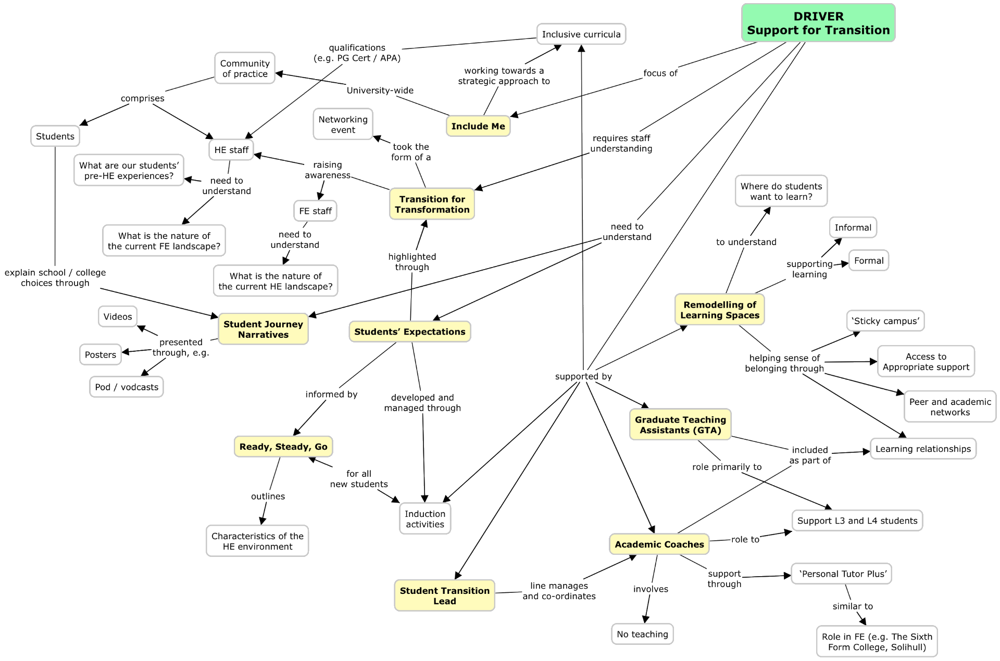 DRIVER
Support for Transition
Inclusive curricula
qualifications
(e.g. PG Cert / APA)
Community
of practice
working towards a
strategic approach to
focus of
University-wide
comprises
Include Me
Networking
event
Students
HE staff
requires staff
understanding
took the
form of a
What are our students’
pre-HE experiences?
raising
awareness
need to
understand
Where do students
want to learn?
Transition for
Transformation
FE staff
Informal
need to
understand
What is the nature of
the current FE landscape?
need to
understand
to understand
Formal
highlighted
through
supporting
learning
explain school / college
choices through
What is the nature of
the current HE landscape?
Remodelling of
Learning Spaces
Videos
Student Journey
Narratives
Students’ Expectations
‘Sticky campus’
presented
through, e.g.
Posters
helping sense of
belonging through
Access to
Appropriate support
supported by
Pod / vodcasts
informed by
developed and
managed through
Peer and academic
networks
Graduate Teaching
Assistants (GTA)
Ready, Steady, Go
included
as part of
Learning relationships
role primarily to
for all
new students
outlines
Induction
activities
Support L3 and L4 students
Characteristics of the
HE environment
Academic Coaches
role to
‘Personal Tutor Plus’
support
through
Student Transition
Lead
line manages
and co-ordinates
involves
similar to
No teaching
Role in FE (e.g. The Sixth
Form College, Solihull)